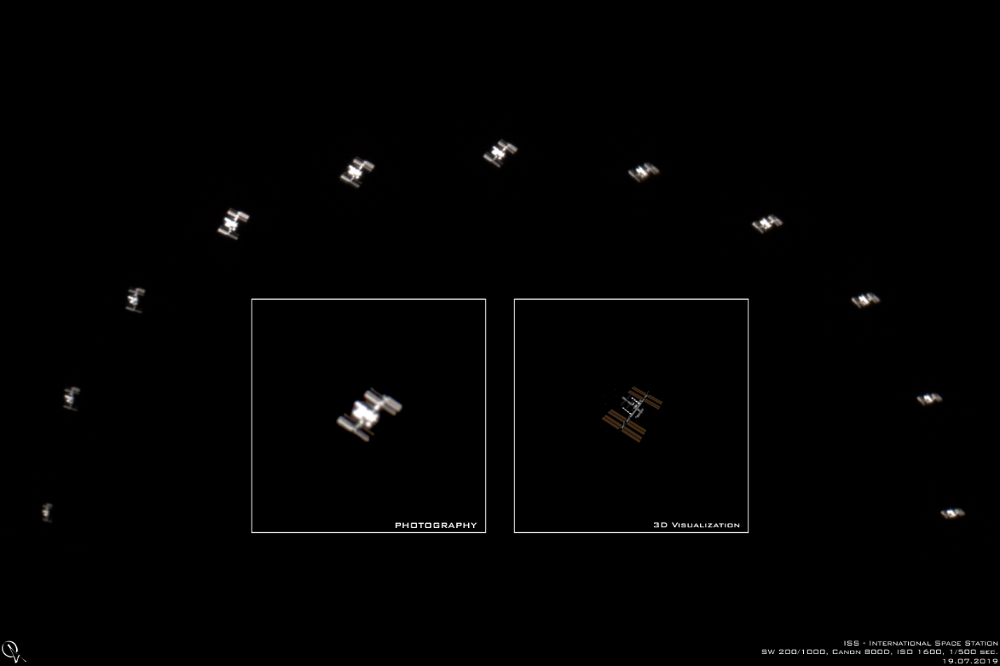 PHOTOGRAPHY
3D Visualization
ISS - International Space Station
SW 200/1000, Canon 800D, ISO 1600, 1/500 sec.
19.07.2019